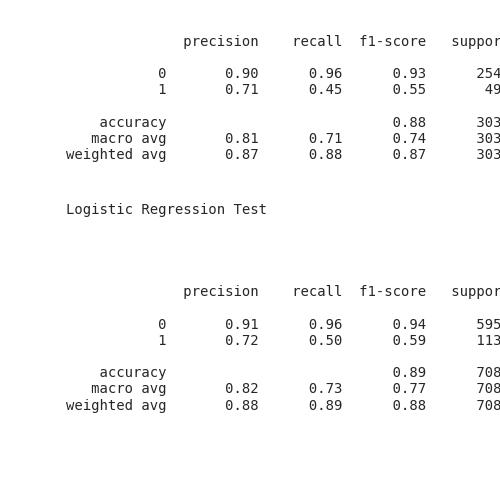 precision recall f1-score suppor
0 0.90 0.96 0.93 254
1 0.71 0.45 0.55 49
accuracy 0.88 303
macro avg 0.81 0.71 0.74 303
weighted avg 0.87 0.88 0.87 303
Logistic Regression Test
precision recall f1-score suppor
0 0.91 0.96 0.94 595
1 0.72 0.50 0.59 113
accuracy 0.89 708
macro avg 0.82 0.73 0.77 708
weighted avg 0.88 0.89 0.88 708